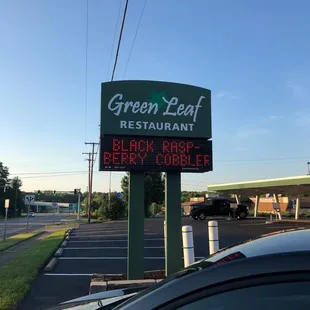 Green Leaf
RESTAURANT
BLACK RASP-
BERRY COBBLER